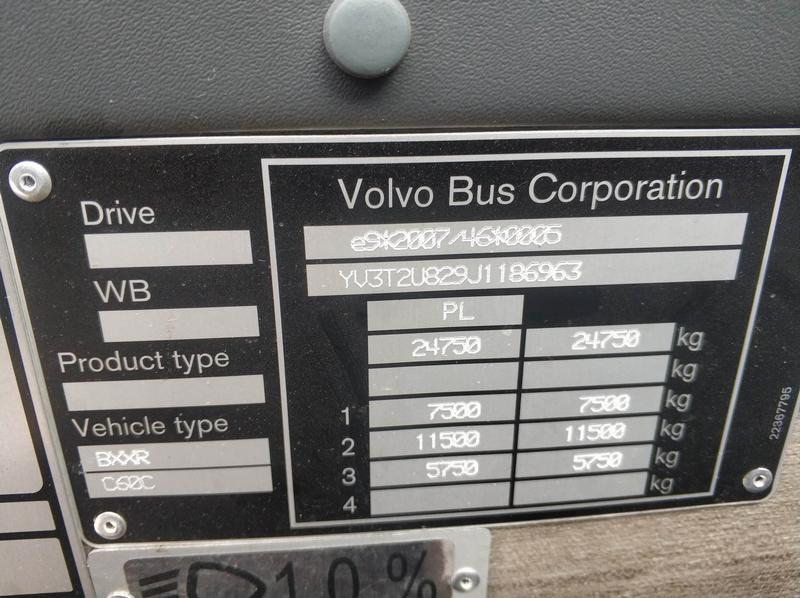 Volvo Bus Corporation
Drive
e9*2007/46*0005
YV3T2U829J1186963
WB
PL
24750 24750 kg
Product type
kg
1 7500 7500 kg
Vehicle type
2 11500 11500 kg
BXXR
3 5750 5750 kg
C60C
4 kg
22367795
10 %